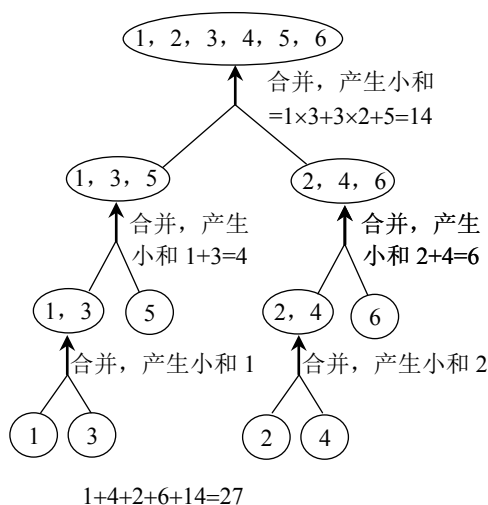 1，2，3，4，5，6
合并，产生小和
=1×3+3×2+5=14
1，3，5
2，4，6
合并，产生
小和 1+3=4
合并，产生
小和 2+4=6
1，3
5
2，4
6
合并，产生小和 1
合并，产生小和 2
1
3
2
4
1+4+2+6+14=27